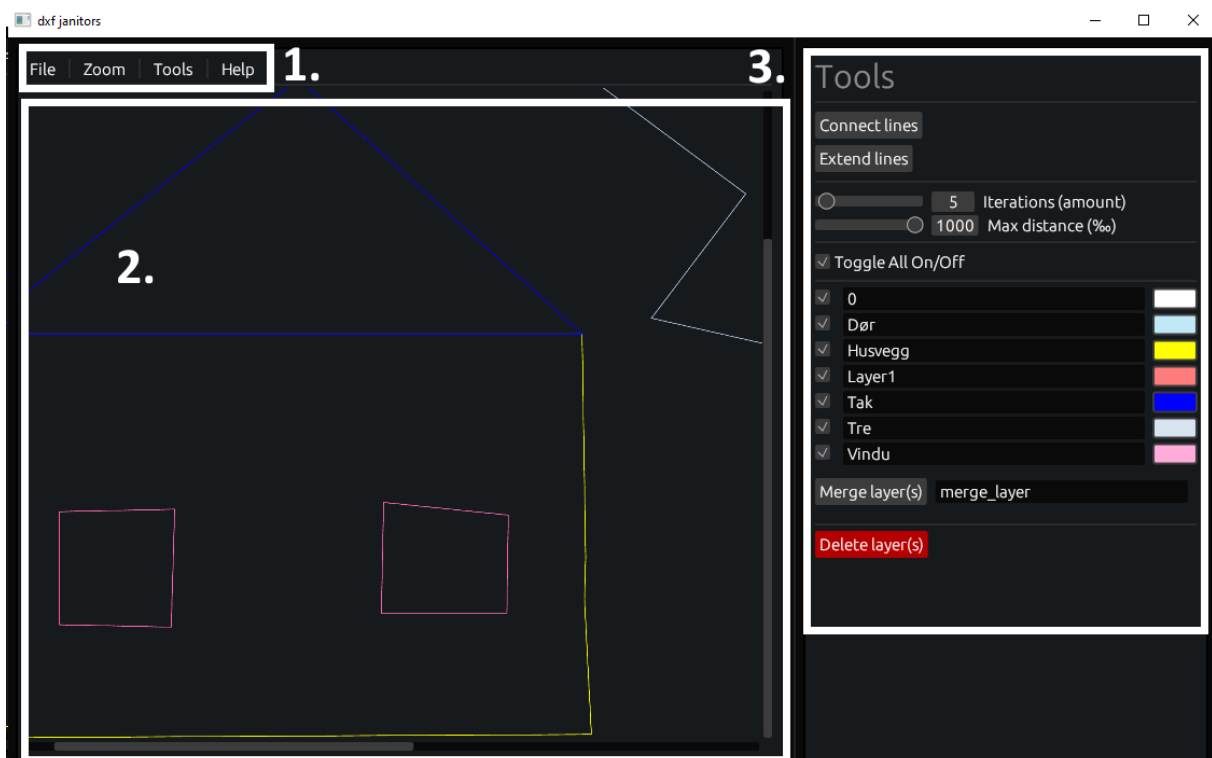 dxf janitors
File Zoom Tools Help
1.
2.
3.
Tools
Connect lines
Extend lines
5 Iterations (amount)
1000 Max distance (‰)
Toggle All On/Off
0
Dør
Husvegg
Layer1
Tak
Tre
Vindu
Merge layer(s) merge_layer
Delete layer(s)